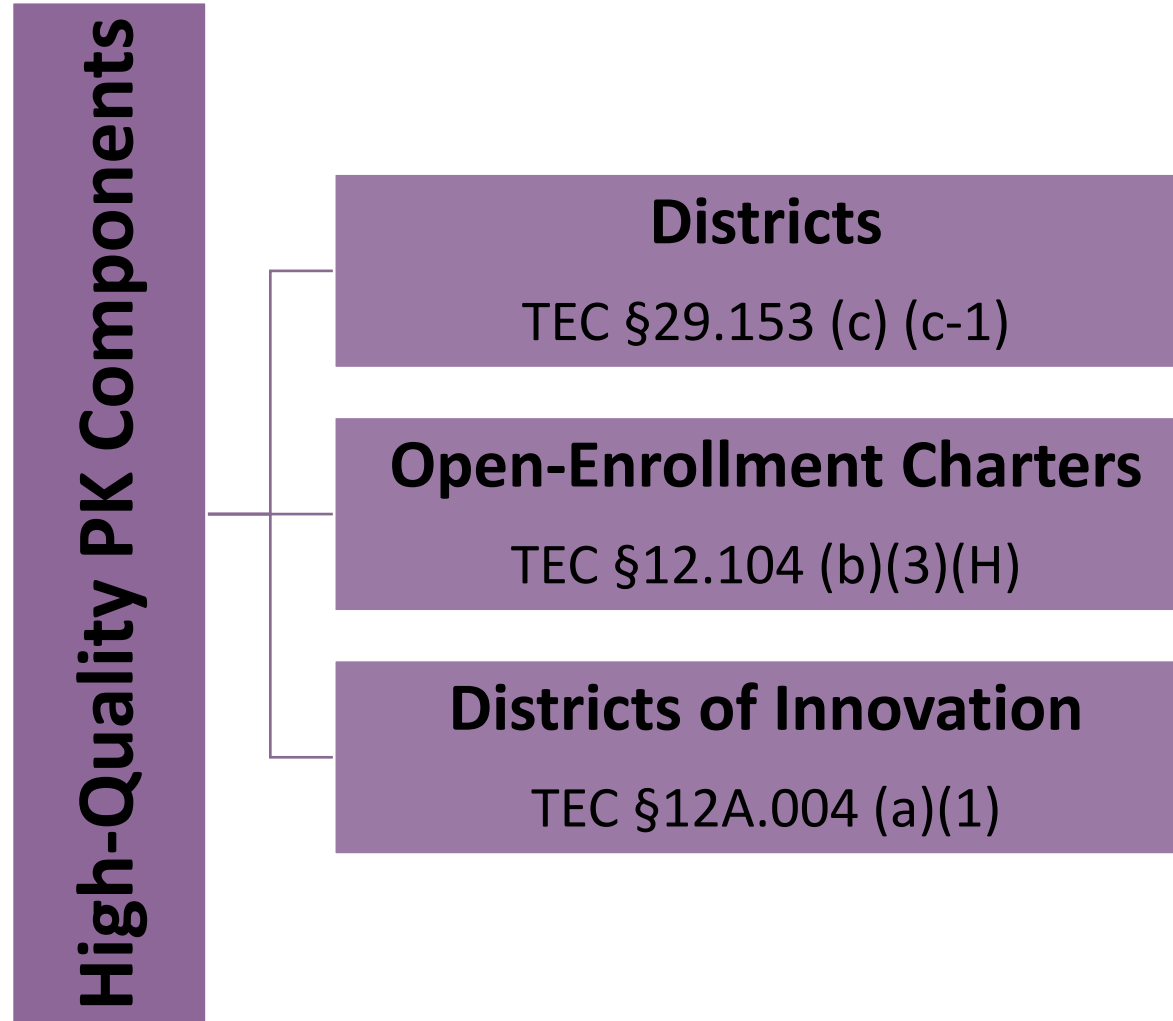 High-Quality PK Components
Districts
TEC §29.153 (c) (c-1)
Open-Enrollment Charters
TEC §12.104 (b)(3)(H)
Districts of Innovation
TEC §12A.004 (a)(1)